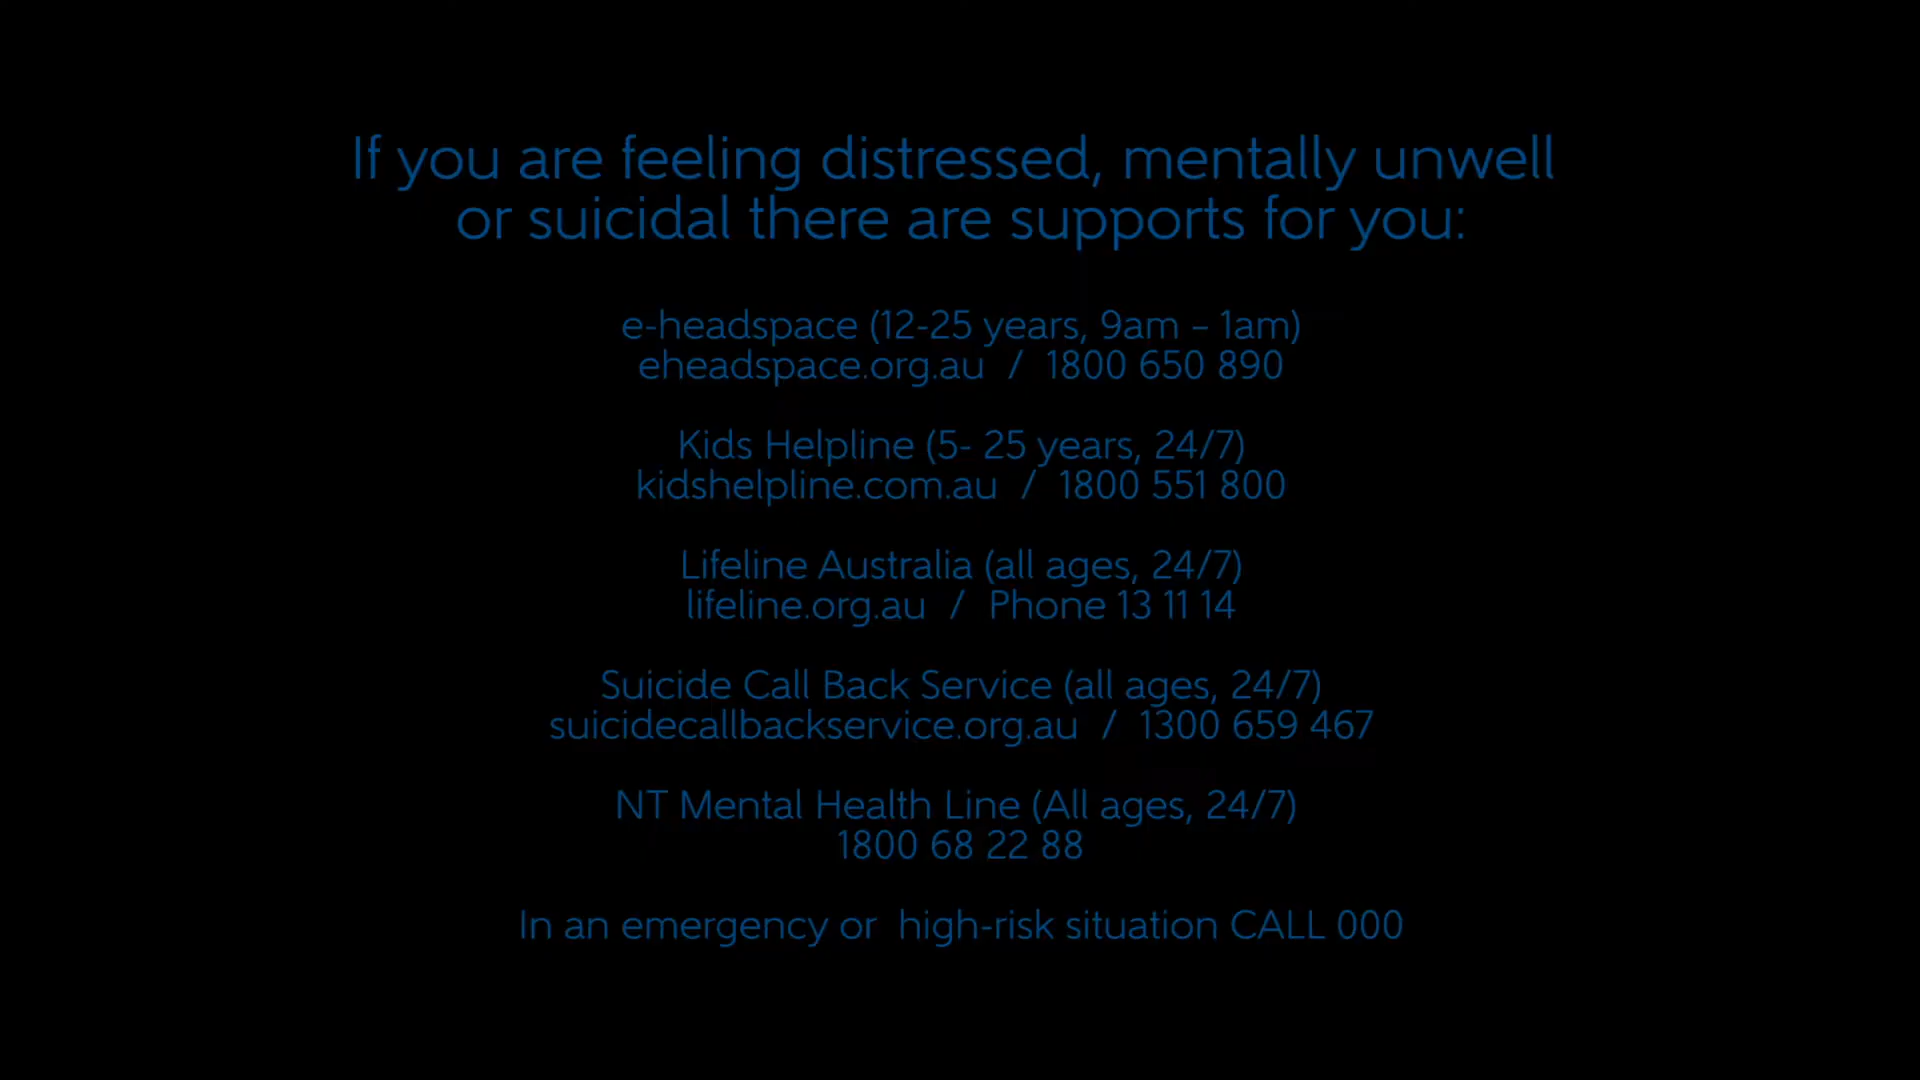 If you are feeling distressed, mentally unwell
or suicidal there are supports for you:
e-headspace (12-25 years, 9am – 1am)
eheadspace.org.au / 1800 650 890
Kids Helpline (5- 25 years, 24/7)
kidshelpline.com.au / 1800 551 800
Lifeline Australia (all ages, 24/7)
lifeline.org.au / Phone 13 11 14
Suicide Call Back Service (all ages, 24/7)
suicidecallbackservice.org.au / 1300 659 467
NT Mental Health Line (All ages, 24/7)
1800 68 22 88
In an emergency or high-risk situation CALL 000